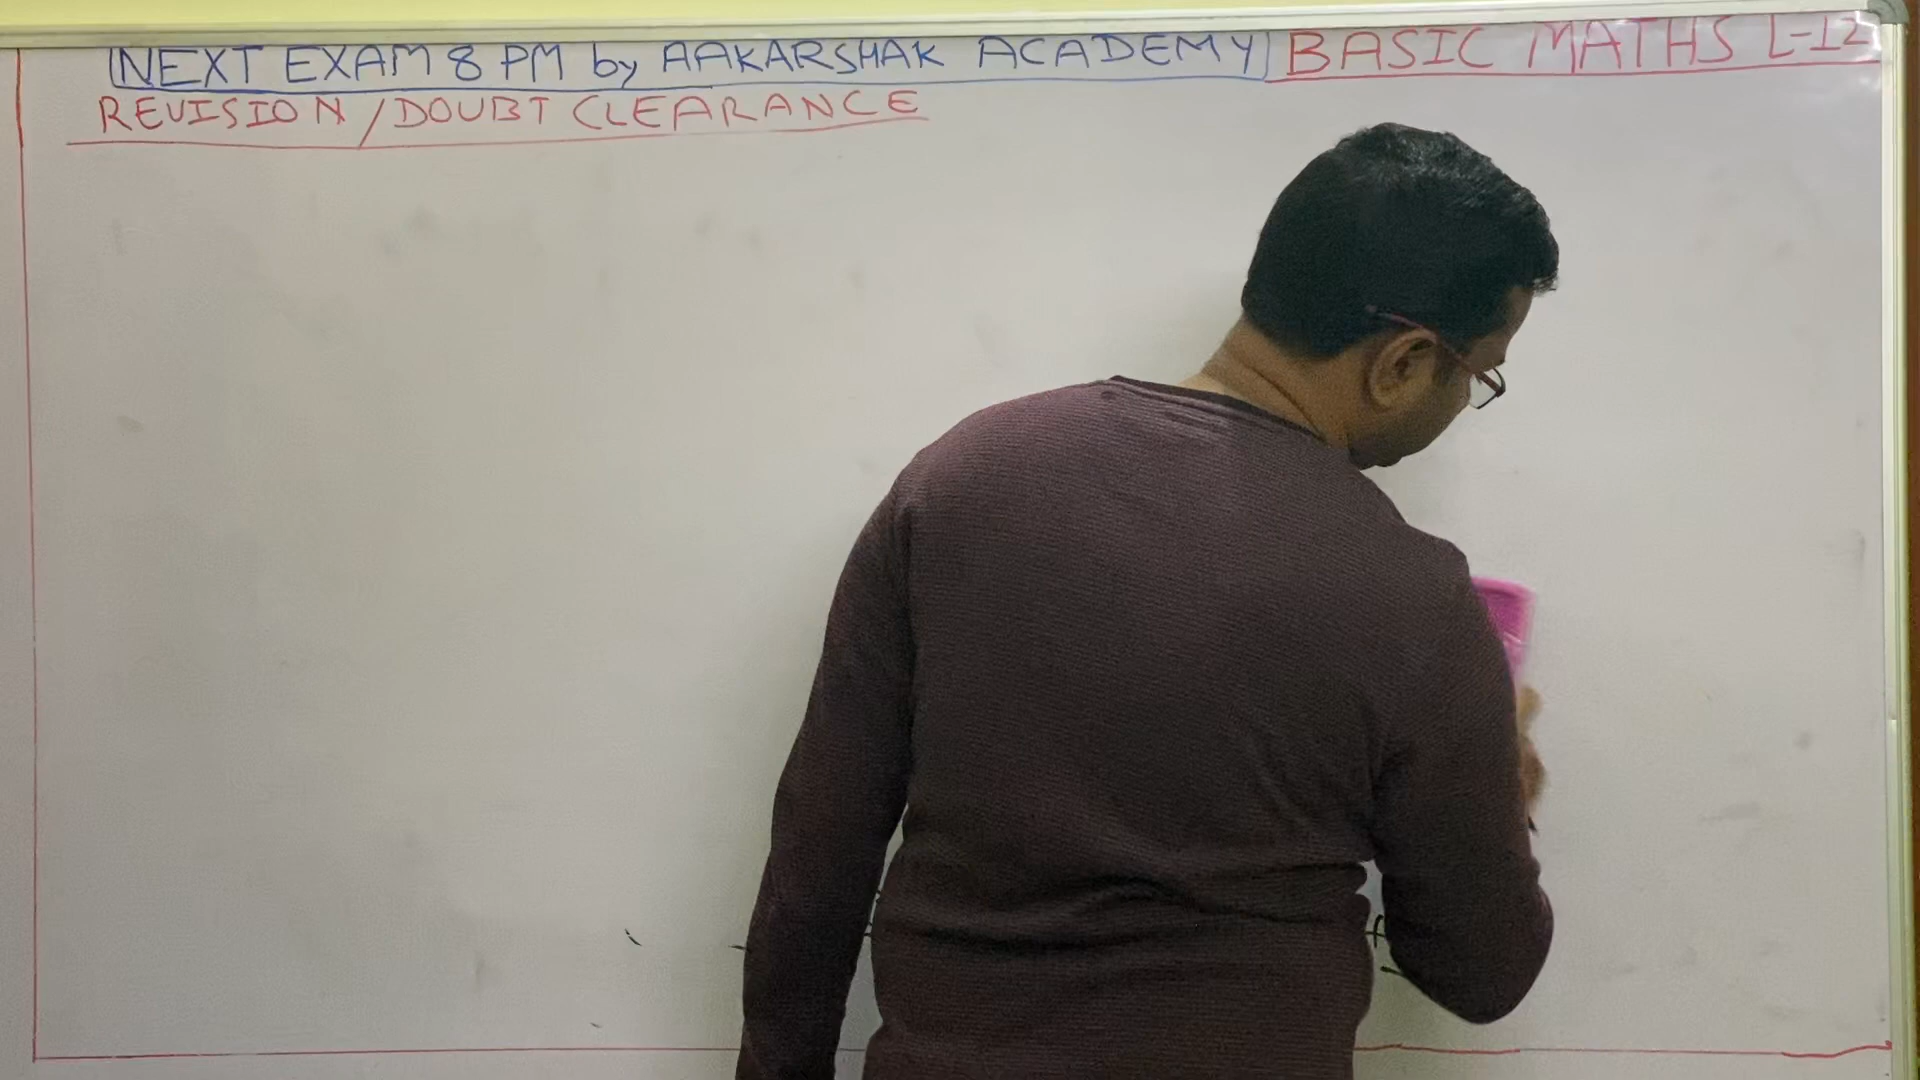 NEXT EXAM 8 PM by AAKARSHAK ACADEMY BASIC MATHS L-12
REVISION / DOUBT CLEARANCE